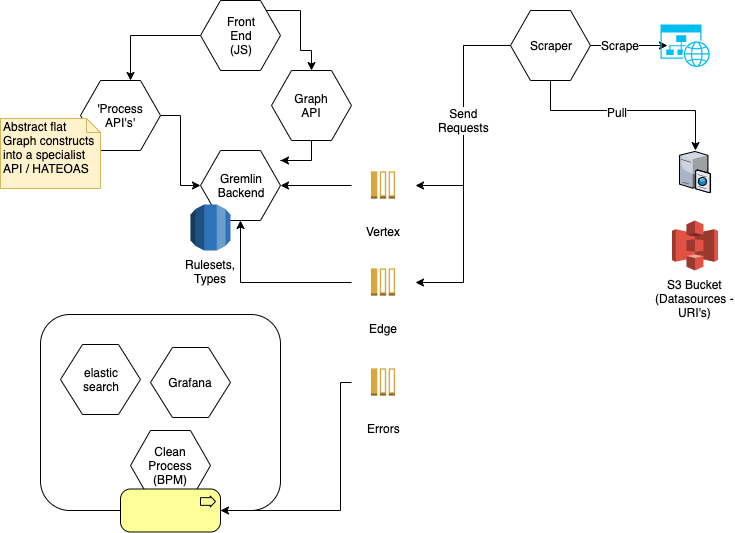 Front
End
(JS)
Scraper
Scrape
'Process
API's'
Graph
API
Send
Requests
Pull
Abstract flat
Graph constructs
into a specialist
API / HATEOAS
Gremlin
Backend
Vertex
Rulesets,
Types
S3 Bucket
(Datasources -
URI's)
Edge
elastic
search
Grafana
Errors
Clean
Process
(BPM)